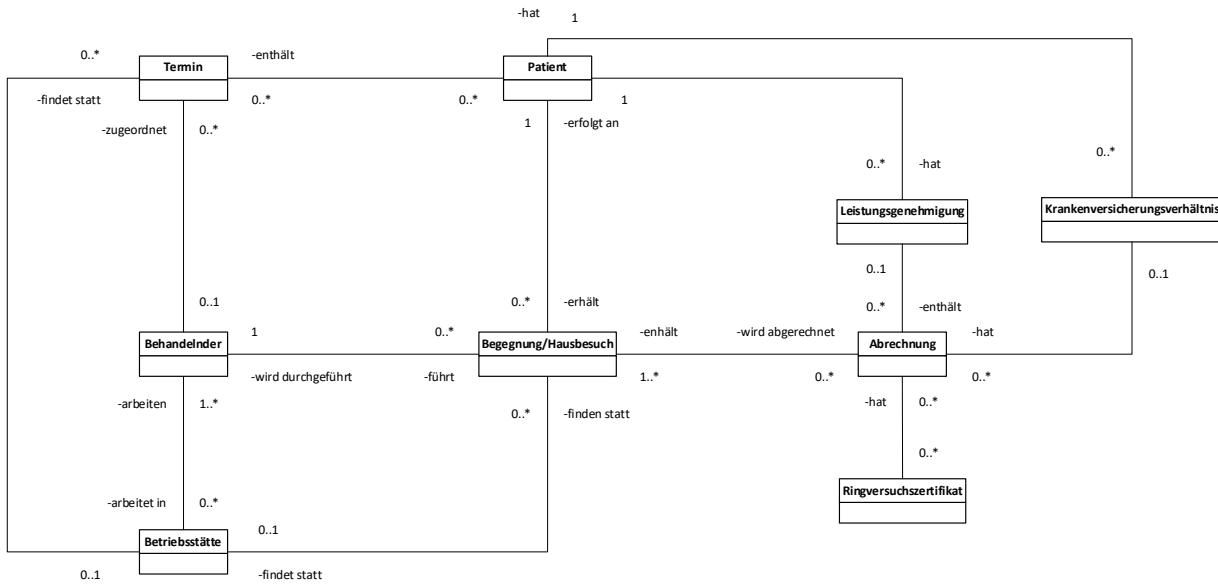 -hat
1
0..*
-enthält
Termin
Patient
-findet statt
0..*
0..*
1
-zugeordnet
0..*
1
-erfolgt an
0..*
0..*
-hat
Leistungsgenehmigung
Krankenversicherungsverhältnis
0..1
0..1
0..1
0..*
-erhält
0..*
-enthält
1
0..*
-enhält
-wird abgerechnet
-hat
Behandelnder
Begegnung/Hausbesuch
Abrechnung
-wird durchgeführt
-führt
1..*
0..*
0..*
-arbeiten
1..*
0..*
-finden statt
-hat
0..*
0..*
Ringversuchszertifikat
-arbeitet in
0..*
0..1
Betriebsstätte
0..1
-findet statt